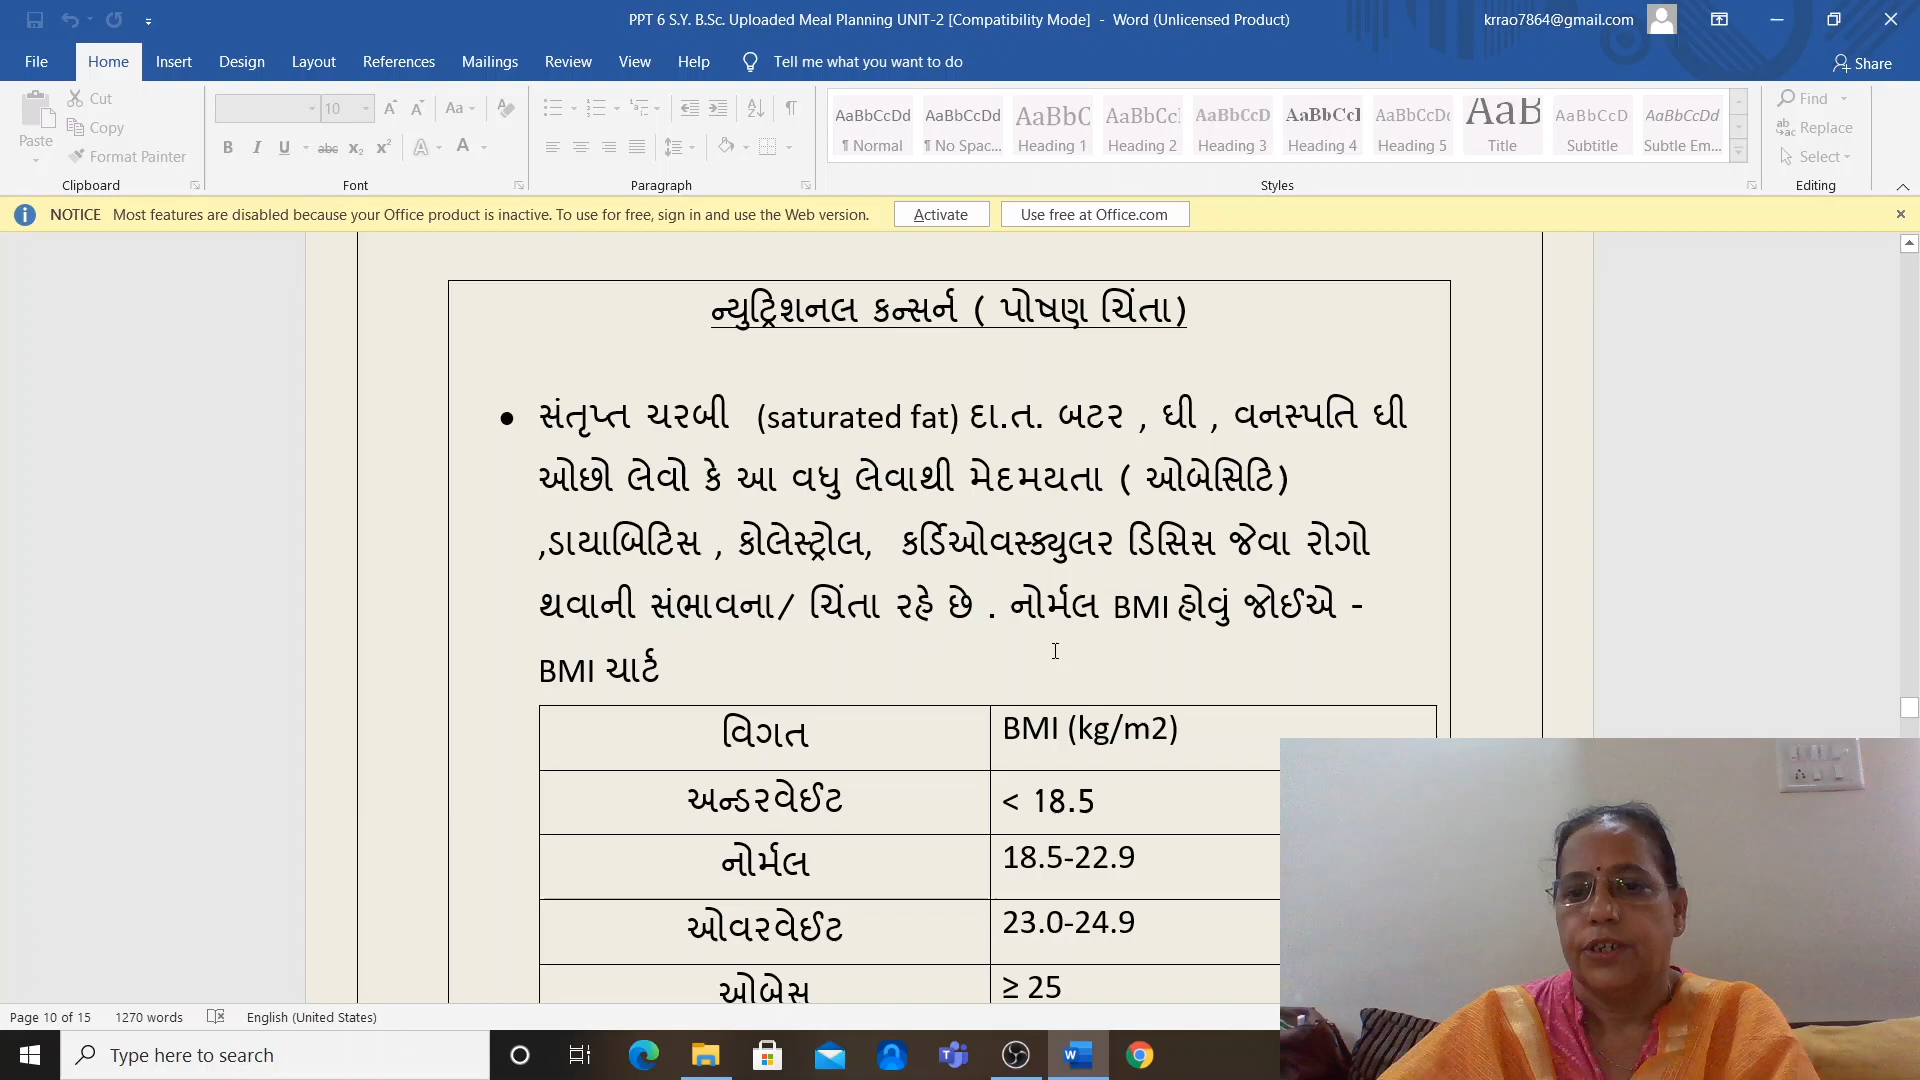 PPT 6 S.Y. B.Sc. Uploaded Meal Planning UNIT-2 [Compatibility Mode] - Word (Unlicensed Product)
krrao7864@gmail.com
File Home Insert Design Layout References Mailings Review View Help Tell me what you want to do Share
Paste Cut Copy Format Painter
10
AaBbCcDd AaBbCcDd AaBbC AaBbCcI AaBbCcD AaBbCcI AaBbCcDc AaB AaBbCcD AaBbCcDd
¶ Normal ¶ No Spac... Heading 1 Heading 2 Heading 3 Heading 4 Heading 5 Title Subtitle Subtle Em...
Find Replace Select
Clipboard Font Paragraph Styles Editing
NOTICE Most features are disabled because your Office product is inactive. To use for free, sign in and use the Web version. Activate Use free at Office.com
ન્યુટ્રિશનલ કન્સર્ન ( પોષણ ચિંતા)
• સંતૃપ્ત ચરબી (saturated fat) દા.ત. બટર , ઘી , વનસ્પતિ ઘી
ઓછો લેવો કે આ વધુ લેવાથી મેદમયતા ( ઓબેસિટિ)
,ડાયાબિટિસ , કોલેસ્ટ્રોલ, કર્ડિઓવસ્ક્યુલર ડિસિસ જેવા રોગો
થવાની સંભાવના/ ચિંતા રહે છે . નોર્મલ BMI હોવું જોઈએ -
BMI ચાર્ટ
વિગત BMI (kg/m2)
અન્ડરવેઈટ < 18.5
નોર્મલ 18.5-22.9
ઓવરવેઈટ 23.0-24.9
ઓબેસ ≥ 25
Page 10 of 15 1270 words English (United States)
Type here to search